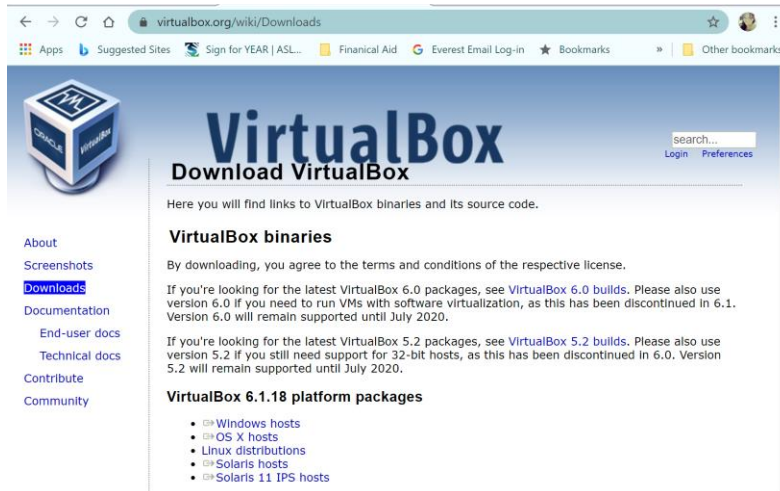 virtualbox.org/wiki/Downloads
Apps Suggested Sites Sign for YEAR | ASL... Finanical Aid Everest Email Log-in Bookmarks » Other bookmarks
ORACLE
VirtualBox
VirtualBox
search...
Login Preferences
Download VirtualBox
Here you will find links to VirtualBox binaries and its source code.
About
Screenshots
Downloads
Documentation
End-user docs
Technical docs
Contribute
Community
VirtualBox binaries
By downloading, you agree to the terms and conditions of the respective license.
If you're looking for the latest VirtualBox 6.0 packages, see VirtualBox 6.0 builds. Please also use
version 6.0 if you need to run VMs with software virtualization, as this has been discontinued in 6.1.
Version 6.0 will remain supported until July 2020.
If you're looking for the latest VirtualBox 5.2 packages, see VirtualBox 5.2 builds. Please also use
version 5.2 if you still need support for 32-bit hosts, as this has been discontinued in 6.0. Version
5.2 will remain supported until July 2020.
VirtualBox 6.1.18 platform packages
• Windows hosts
• OS X hosts
• Linux distributions
• Solaris hosts
• Solaris 11 IPS hosts